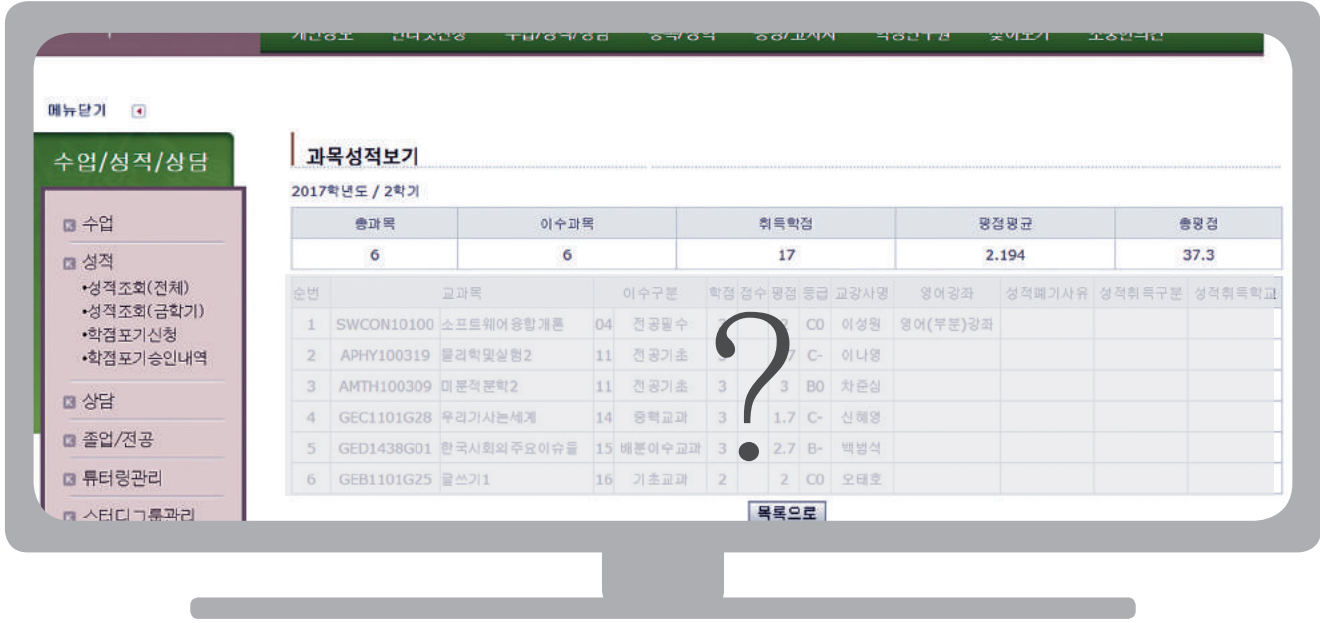 메뉴닫기
수업/성적/상담
수업
성적
•성적조회(전체)
•성적조회(금학기)
•학점포기신청
•학점포기승인내역
상담
졸업/전공
튜터링관리
스터디그룹관리
과목성적보기
2017학년도 / 2학기
총과목 이수과목 취득학점 평점평균 총평점
6 6 17 2.194 37.3
순번 교과목 이수구분 학점 점수 평점 등급 교강사명 영어강좌 성적폐기사유 성적취득구분 성적취득학교
1 SWCON10100 소프트웨어융합개론 04 전공필수 2 C0 이성원 영어(부분)강좌
2 APHY100319 물리학및실험2 11 전공기초 3 7 C- 이나영
3 AMTH100309 미분적분학2 11 전공기초 3 3 B0 차준심
4 GEC1101G28 우리가사는세계 14 중핵교과 3 1.7 C- 신혜영
5 GED1438G01 한국사회의주요이슈들 15 배분이수교과 3 2.7 B- 백범석
6 GEB1101G25 글쓰기1 16 기초교과 2 2 C0 오태호
?
목록으로